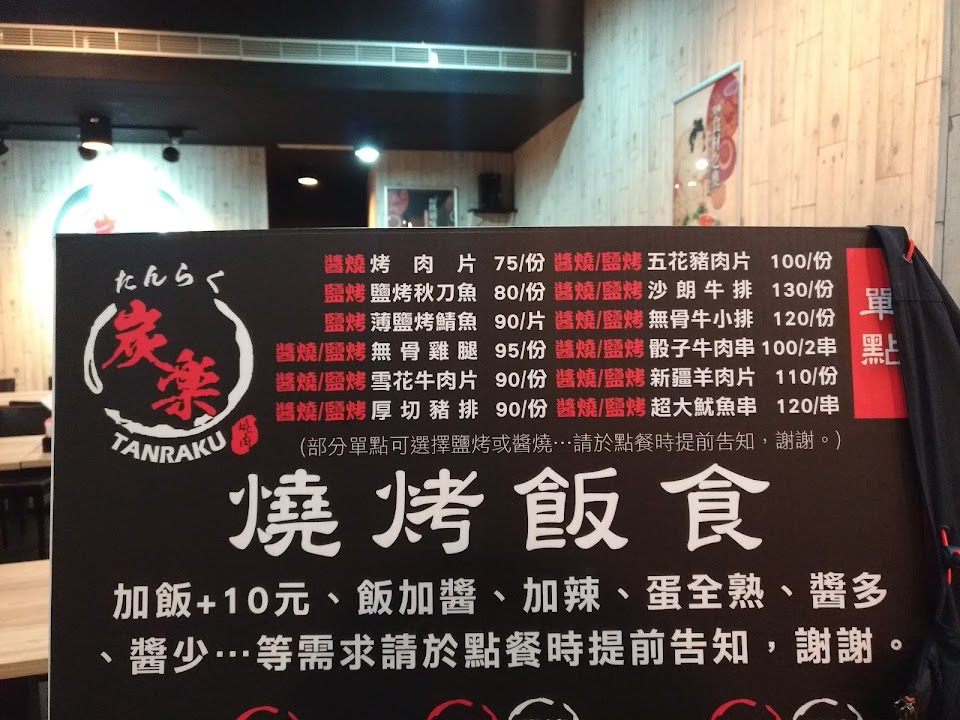 たんらく
炭楽
TANRAKU
燒肉
醬燒 烤肉片 75/份 醬燒/鹽烤 五花豬肉片 100/份
鹽烤 鹽烤秋刀魚 80/份 醬燒/鹽烤 沙朗牛排 130/份
鹽烤 薄鹽烤鯖魚 90/片 醬燒/鹽烤 無骨牛小排 120/份
醬燒/鹽烤 無骨雞腿 95/份 醬燒/鹽烤 骰子牛肉串 100/2串
醬燒/鹽烤 雪花牛肉片 90/份 醬燒/鹽烤 新疆羊肉片 110/份
醬燒/鹽烤 厚切豬排 90/份 醬燒/鹽烤 超大魷魚串 120/串
單點
(部分單點可選擇鹽烤或醬燒…請於點餐時提前告知，謝謝。)
燒烤飯食
加飯+10元、飯加醬、加辣、蛋全熟、醬多
、醬少…等需求請於點餐時提前告知，謝謝。